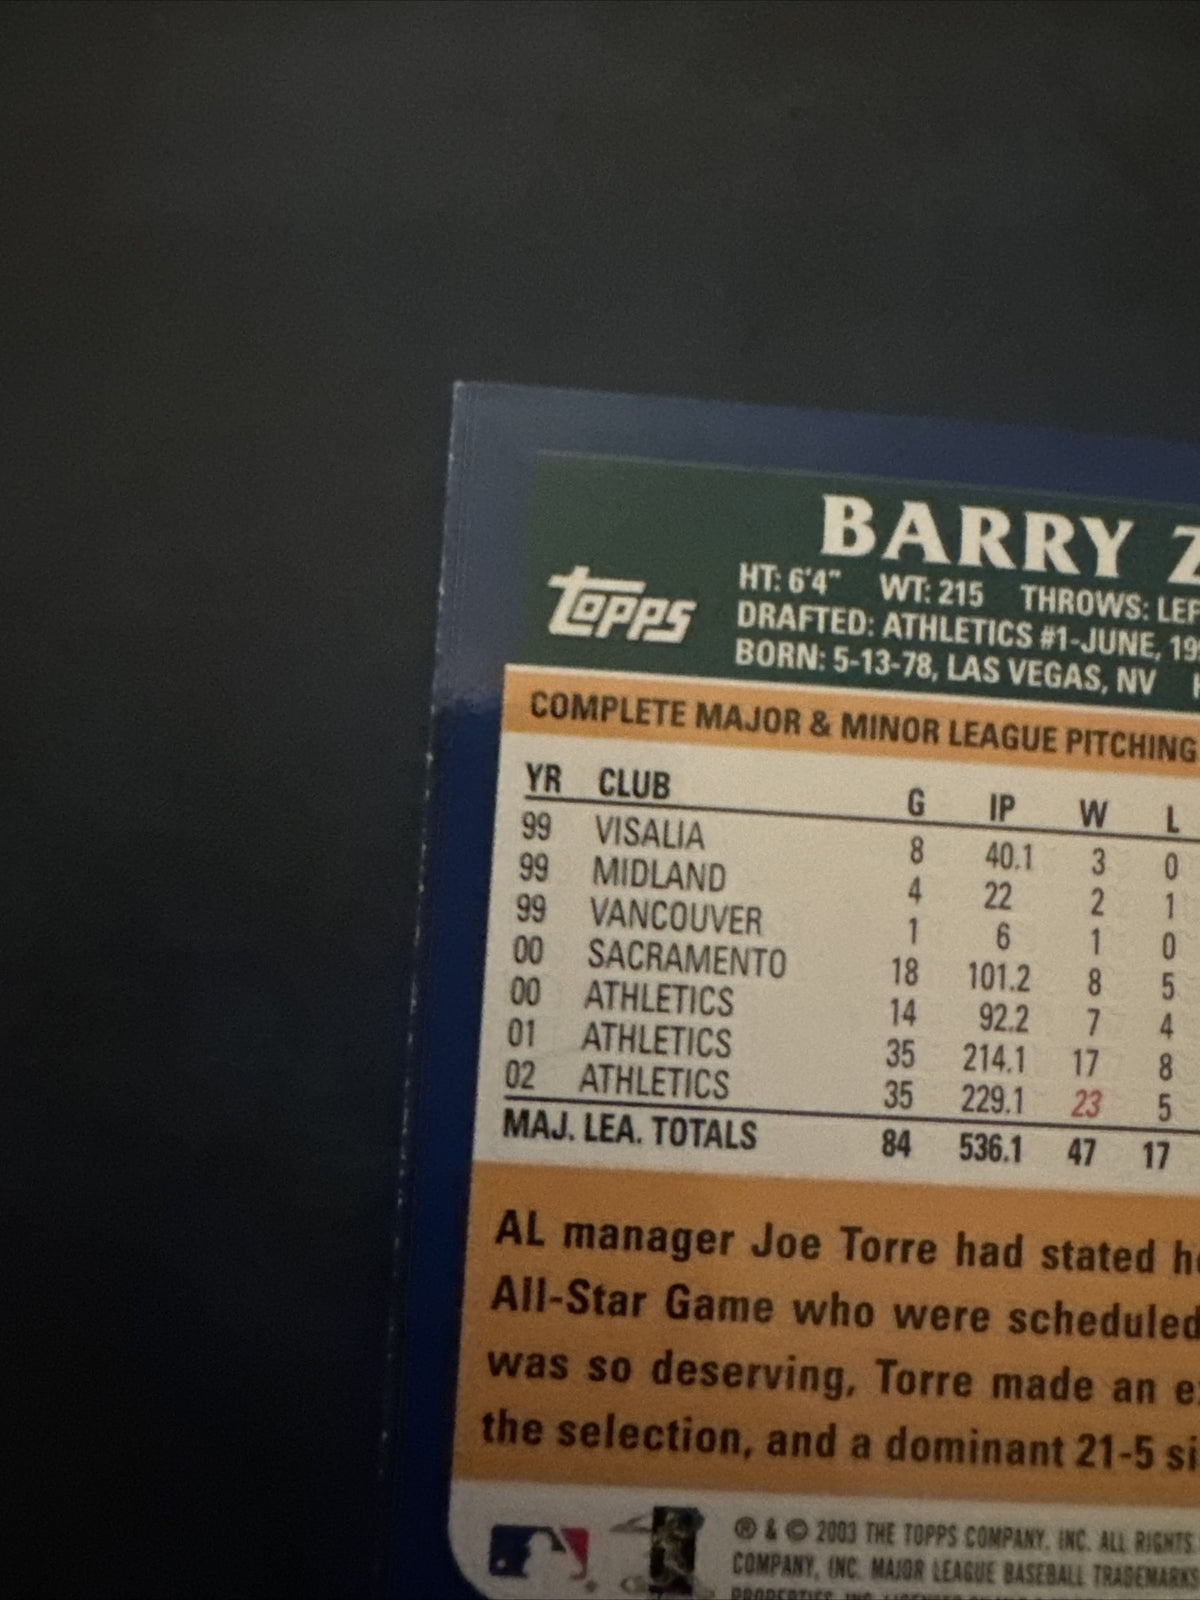 BARRY
topps
HT: 6'4" WT: 215 THROWS: LEF
DRAFTED: ATHLETICS #1-JUNE, 19
BORN: 5-13-78, LAS VEGAS, NV
COMPLETE MAJOR & MINOR LEAGUE PITCHING
YR CLUB G IP W L
99 VISALIA 8 40.1 3 0
99 MIDLAND 4 22 2 1
99 VANCOUVER 1 6 1 0
00 SACRAMENTO 18 101.2 8 5
00 ATHLETICS 14 92.2 7 4
01 ATHLETICS 35 214.1 17 8
02 ATHLETICS 35 229.1 23 5
MAJ. LEA. TOTALS 84 536.1 47 17
AL manager Joe Torre had stated h
All-Star Game who were scheduled
was so deserving, Torre made an e
the selection, and a dominant 21-5 si
® & © 2003 THE TOPPS COMPANY, INC. ALL RIGHTS
COMPANY, INC. MAJOR LEAGUE BASEBALL TRADEMARKS